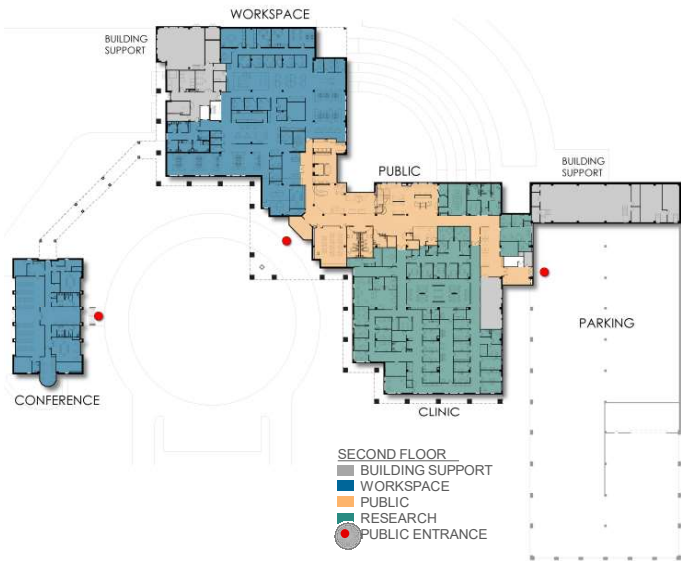 WORKSPACE
BUILDING
SUPPORT
PUBLIC
BUILDING
SUPPORT
PARKING
CONFERENCE
CLINIC
SECOND FLOOR
BUILDING SUPPORT
WORKSPACE
PUBLIC
RESEARCH
PUBLIC ENTRANCE